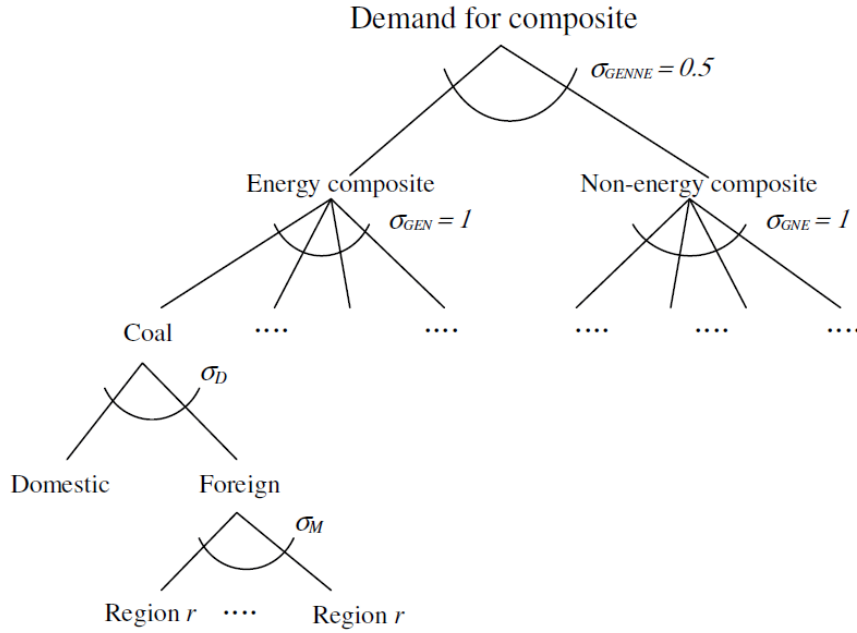 Demand for composite
σGENNE = 0.5
Energy composite
Non-energy composite
σGEN = 1
σGNE = 1
Coal
....
....
....
....
....
σD
Domestic
Foreign
σM
Region r
....
Region r